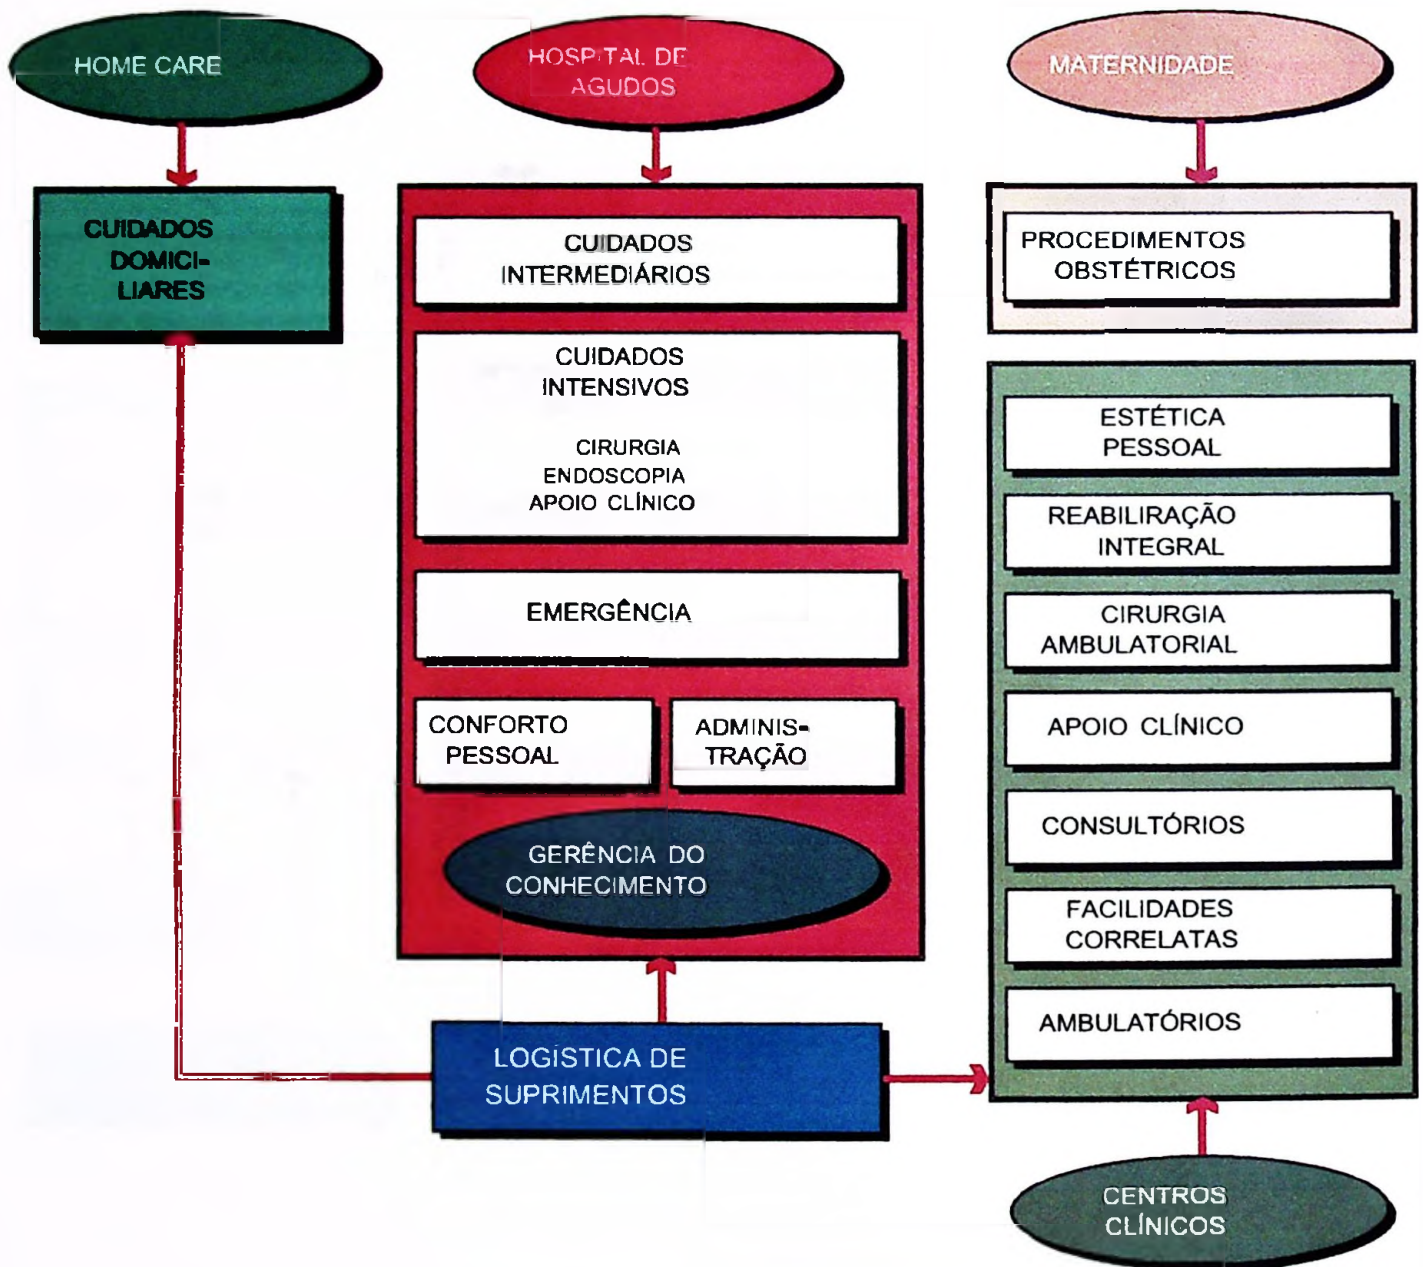 HOME CARE
HOSPITAL DE
AGUDOS
MATERNIDADE
CUIDADOS
DOMICI-
LIARES
CUIDADOS
INTERMEDIÁRIOS
CUIDADOS
INTENSIVOS
CIRURGIA
ENDOSCOPIA
APOIO CLÍNICO
EMERGÊNCIA
CONFORTO
PESSOAL
ADMINIS-
TRAÇÃO
GERÊNCIA DO
CONHECIMENTO
PROCEDIMENTOS
OBSTÉTRICOS
ESTÉTICA
PESSOAL
REABILIRAÇÃO
INTEGRAL
CIRURGIA
AMBULATORIAL
APOIO CLÍNICO
CONSULTÓRIOS
FACILIDADES
CORRELATAS
AMBULATÓRIOS
LOGÍSTICA DE
SUPRIMENTOS
CENTROS
CLÍNICOS